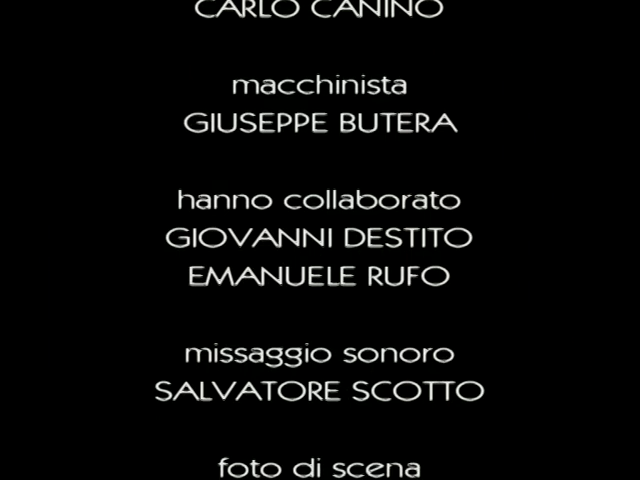 CARLO CANINO
macchinista
GIUSEPPE BUTERA
hanno collaborato
GIOVANNI DESTITO
EMANUELE RUFO
missaggio sonoro
SALVATORE SCOTTO
foto di scena